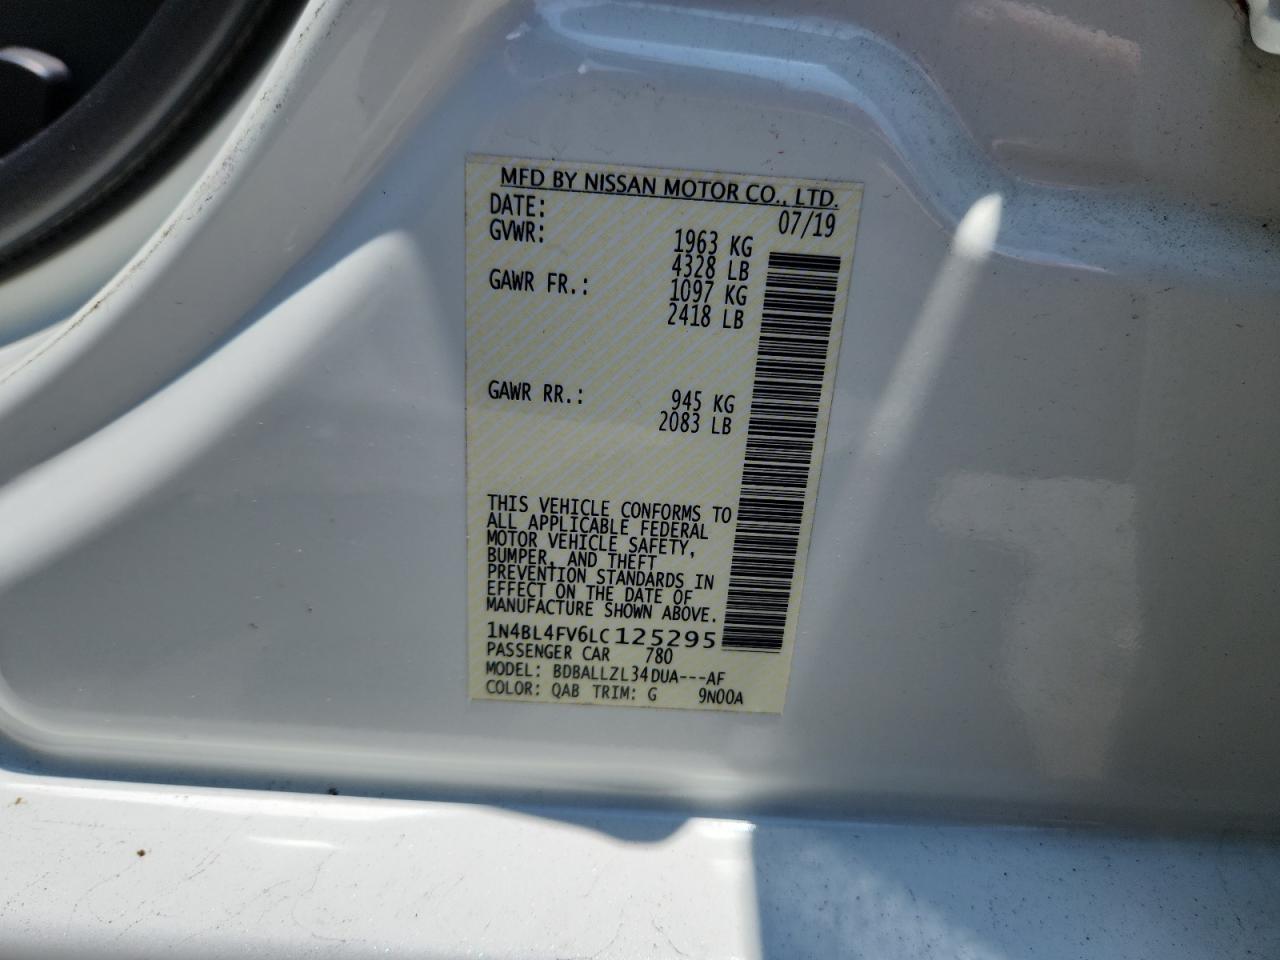 MFD BY NISSAN MOTOR CO., LTD.
DATE: 07/19
GVWR: 1963 KG
4328 LB
GAWR FR.: 1097 KG
2418 LB
GAWR RR.: 945 KG
2083 LB
THIS VEHICLE CONFORMS TO
ALL APPLICABLE FEDERAL
MOTOR VEHICLE SAFETY,
BUMPER, AND THEFT
PREVENTION STANDARDS IN
EFFECT ON THE DATE OF
MANUFACTURE SHOWN ABOVE.
1N4BL4FV6LC125295
PASSENGER CAR 780
MODEL: BDBALLZL34DUA---AF
COLOR: QAB TRIM: G 9N00A